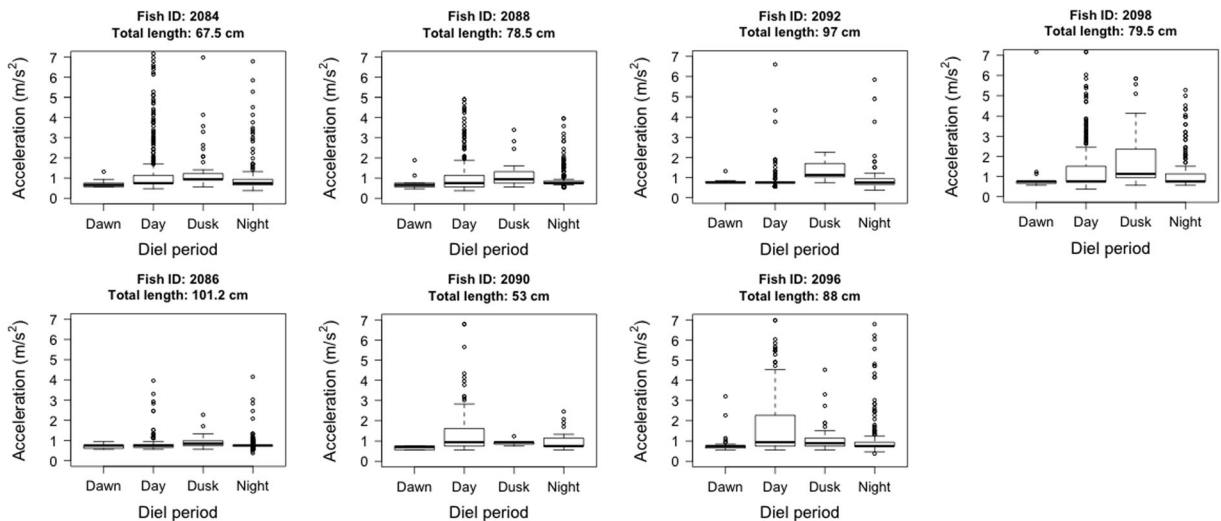 Fish ID: 2084
Total length: 67.5 cm
Acceleration (m/s²)
7
6
5
4
3
2
1
0
Dawn Day Dusk Night
Diel period
Fish ID: 2088
Total length: 78.5 cm
Acceleration (m/s²)
7
6
5
4
3
2
1
0
Dawn Day Dusk Night
Diel period
Fish ID: 2092
Total length: 97 cm
Acceleration (m/s²)
7
6
5
4
3
2
1
0
Dawn Day Dusk Night
Diel period
Fish ID: 2098
Total length: 79.5 cm
Acceleration (m/s²)
7
6
5
4
3
2
1
0
Dawn Day Dusk Night
Diel period
Fish ID: 2086
Total length: 101.2 cm
Acceleration (m/s²)
7
6
5
4
3
2
1
0
Dawn Day Dusk Night
Diel period
Fish ID: 2090
Total length: 53 cm
Acceleration (m/s²)
7
6
5
4
3
2
1
0
Dawn Day Dusk Night
Diel period
Fish ID: 2096
Total length: 88 cm
Acceleration (m/s²)
7
6
5
4
3
2
1
0
Dawn Day Dusk Night
Diel period